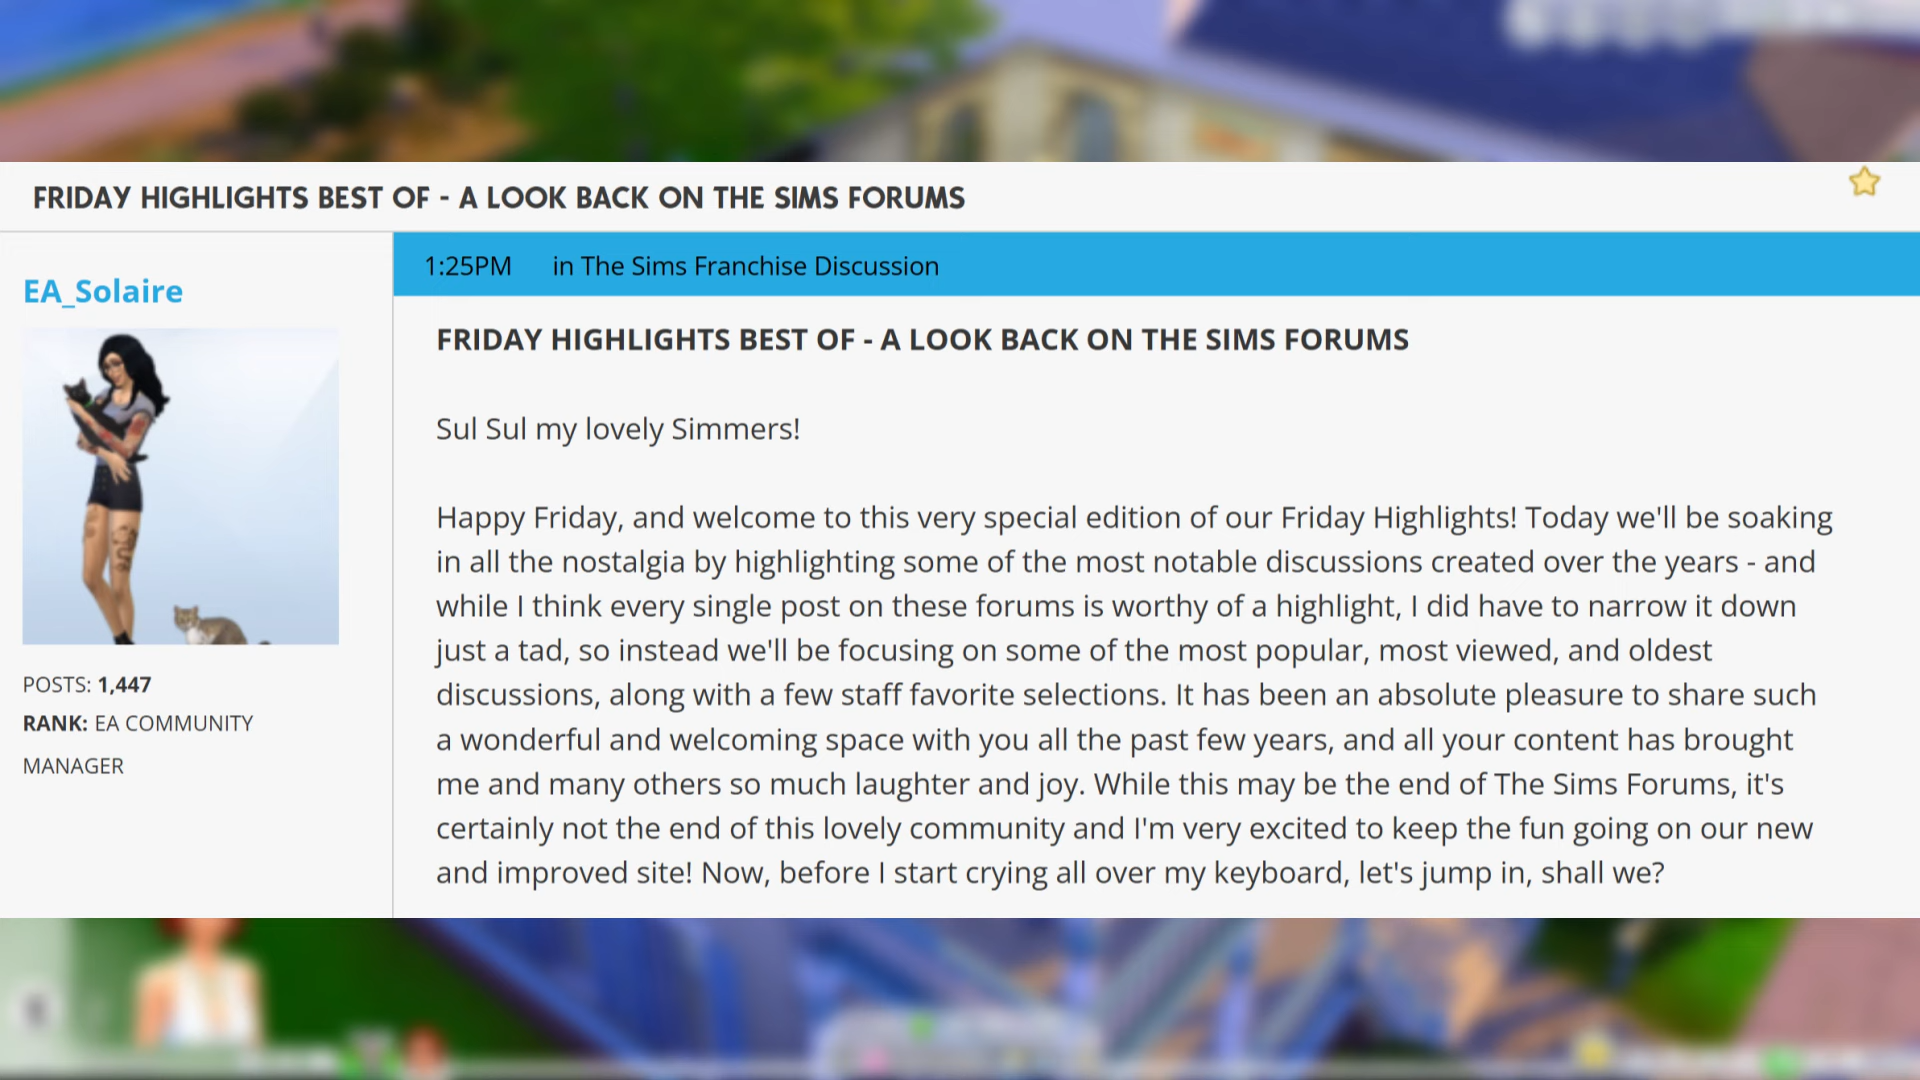 FRIDAY HIGHLIGHTS BEST OF - A LOOK BACK ON THE SIMS FORUMS
EA_Solaire
POSTS: 1,447
RANK: EA COMMUNITY
MANAGER
1:25PM in The Sims Franchise Discussion
FRIDAY HIGHLIGHTS BEST OF - A LOOK BACK ON THE SIMS FORUMS
Sul Sul my lovely Simmers!
Happy Friday, and welcome to this very special edition of our Friday Highlights! Today we'll be soaking
in all the nostalgia by highlighting some of the most notable discussions created over the years - and
while I think every single post on these forums is worthy of a highlight, I did have to narrow it down
just a tad, so instead we'll be focusing on some of the most popular, most viewed, and oldest
discussions, along with a few staff favorite selections. It has been an absolute pleasure to share such
a wonderful and welcoming space with you all the past few years, and all your content has brought
me and many others so much laughter and joy. While this may be the end of The Sims Forums, it's
certainly not the end of this lovely community and I'm very excited to keep the fun going on our new
and improved site! Now, before I start crying all over my keyboard, let's jump in, shall we?